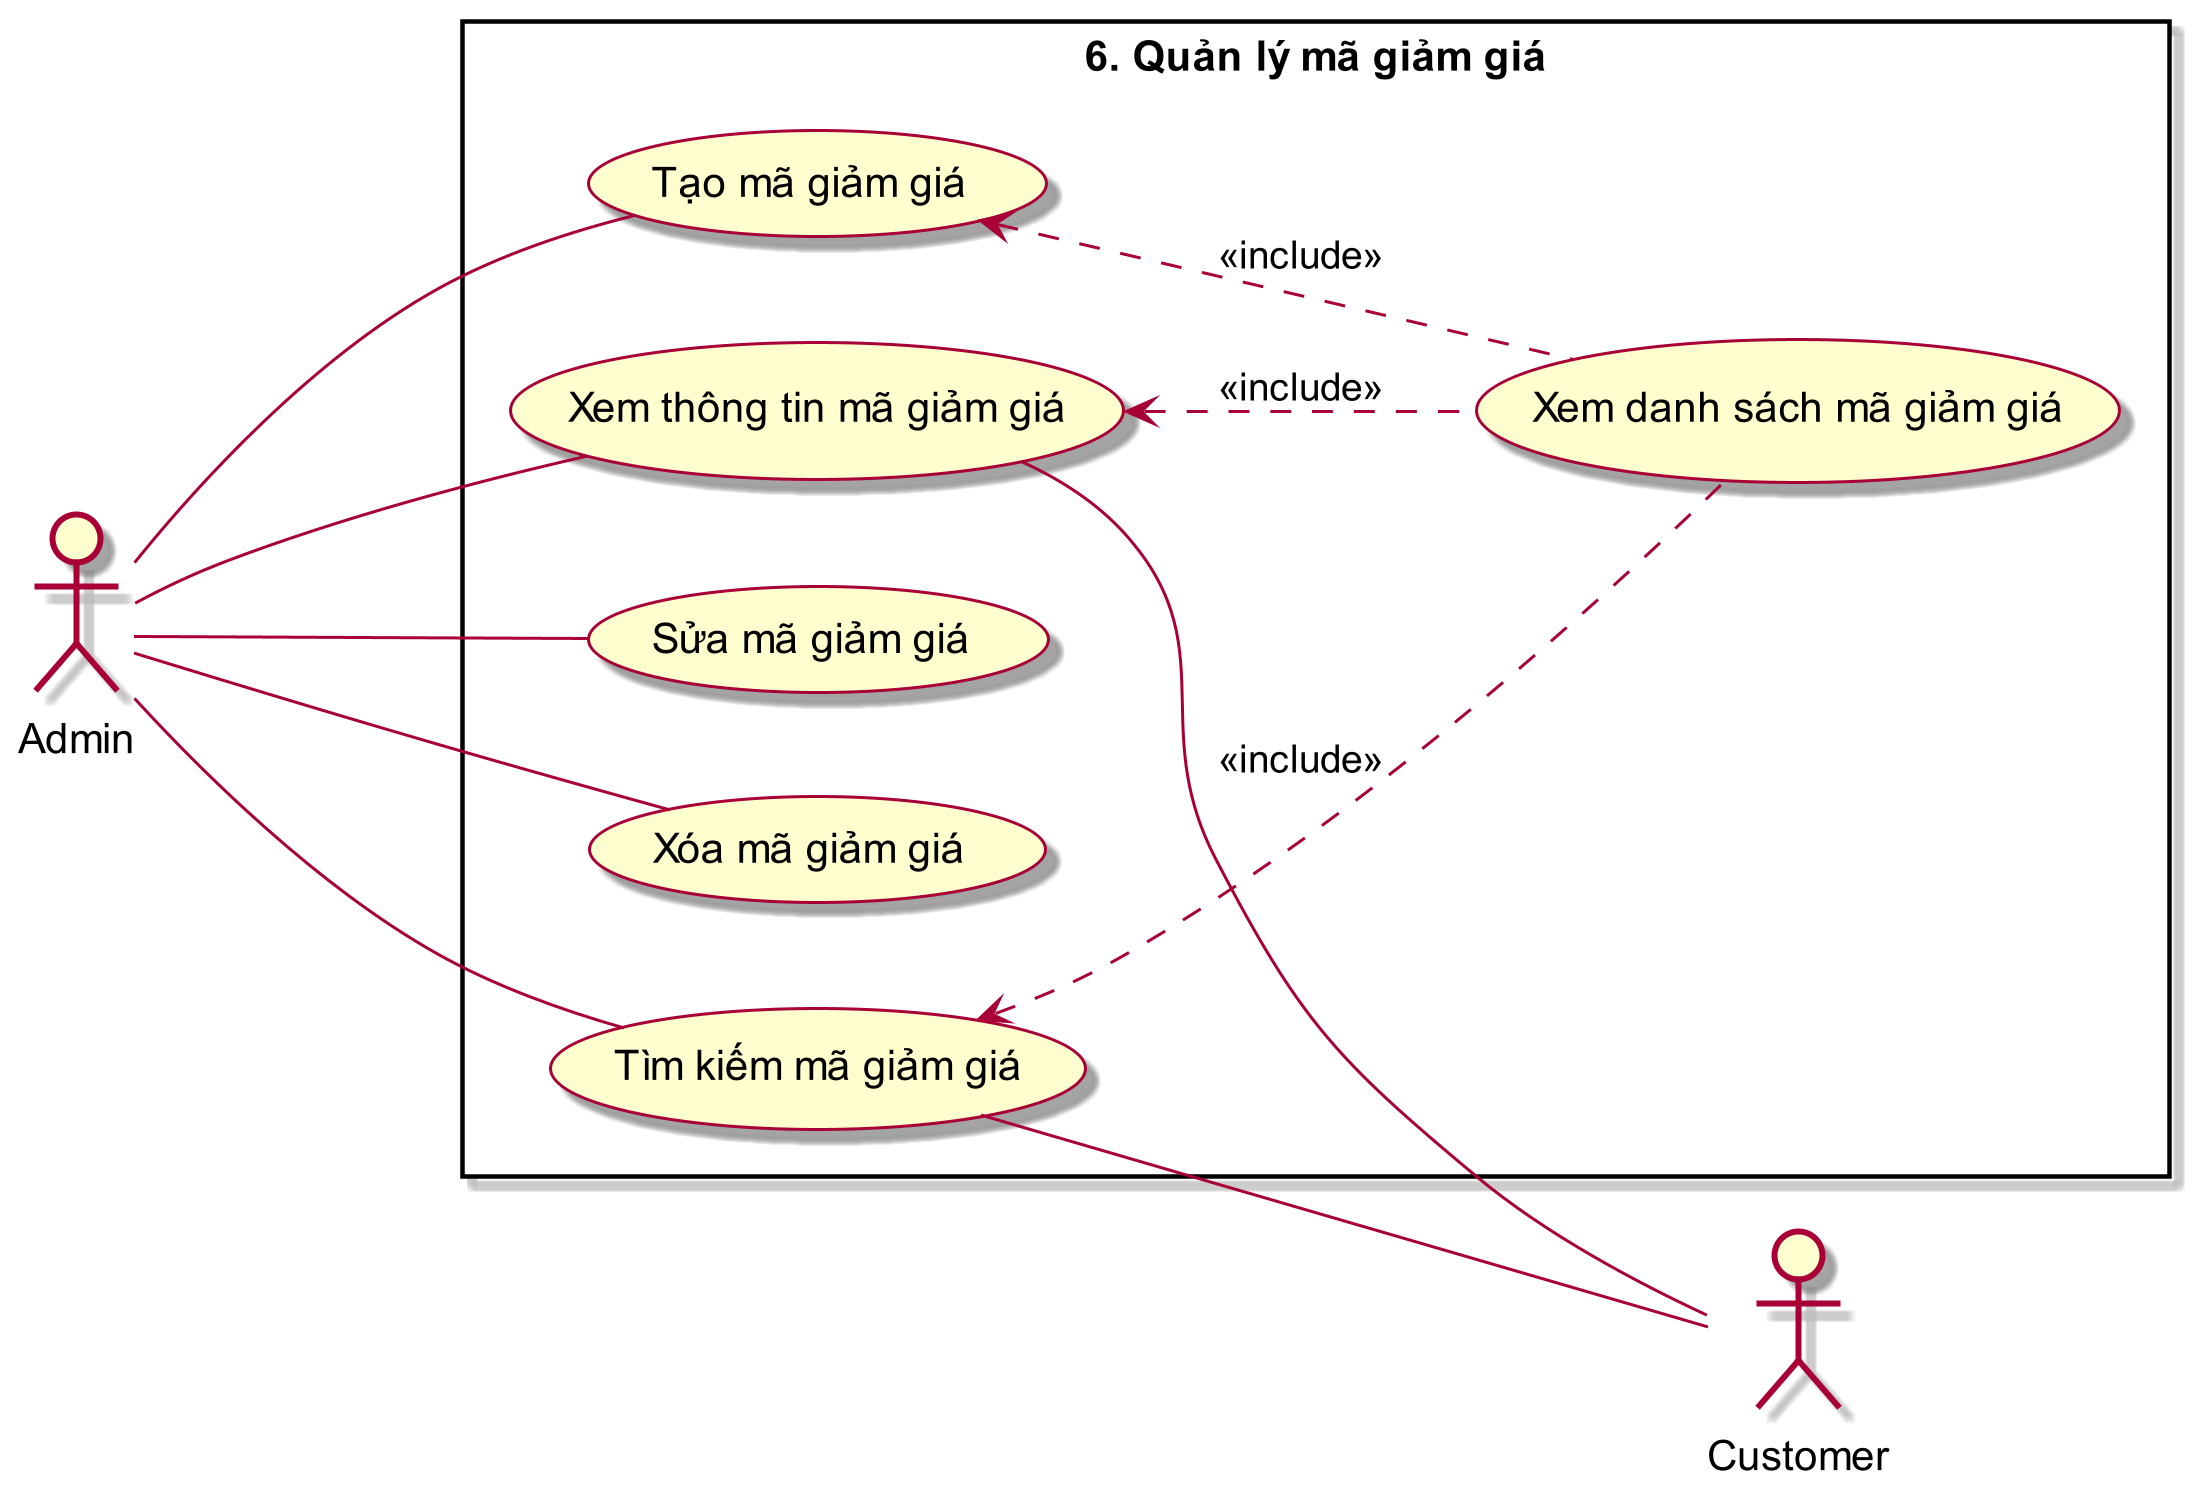 6. Quản lý mã giảm giá
Tạo mã giảm giá
«include»
Xem thông tin mã giảm giá
«include»
Xem danh sách mã giảm giá
Sửa mã giảm giá
Admin
«include»
Xóa mã giảm giá
Tìm kiếm mã giảm giá
Customer